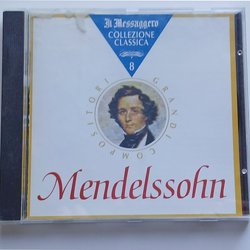 Il Messaggero
COLLEZIONE
CLASSICA
8
GRANDI COMPOSITORI
Mendelssohn